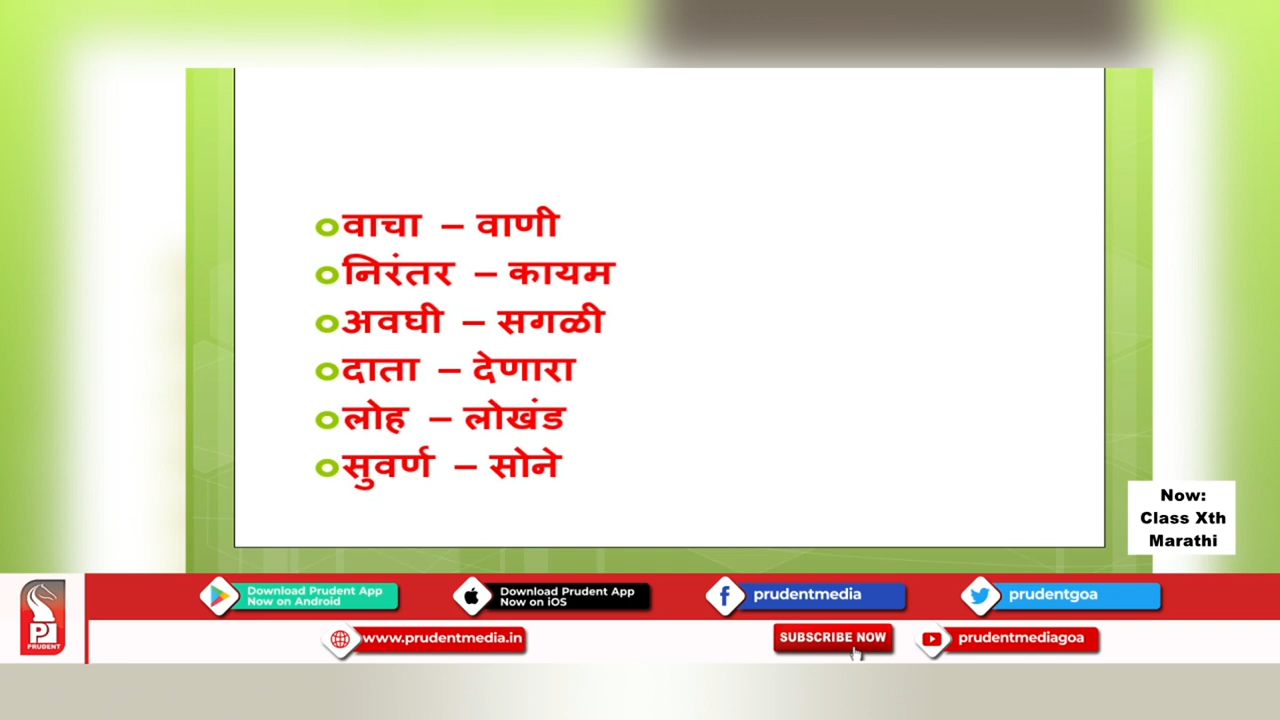 वाचा – वाणी
निरंतर – कायम
अवघी – सगळी
दाता – देणारा
लोह – लोखंड
सुवर्ण – सोने
Now:
Class Xth
Marathi
Download Prudent App
Now on Android
Download Prudent App
Now on iOS
prudentmedia
prudentgoa
PRUDENT
www.prudentmedia.in
SUBSCRIBE NOW
prudentmediagoa